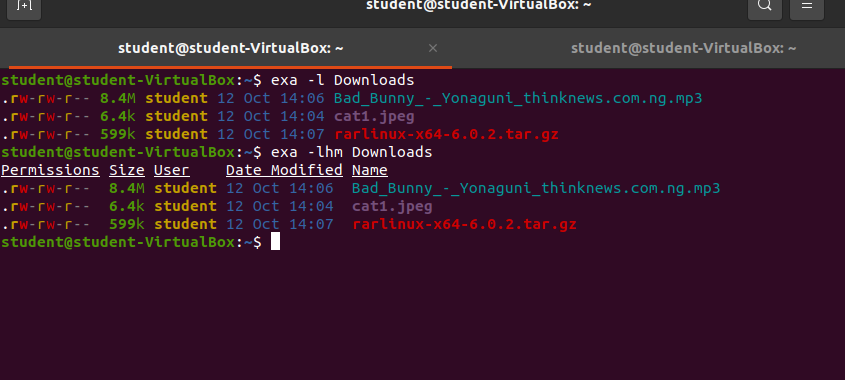 student@student-VirtualBox: ~
student@student-VirtualBox: ~ × student@student-VirtualBox: ~
student@student-VirtualBox:~$ exa -l Downloads
.rw-rw-r-- 8.4M student 12 Oct 14:06 Bad_Bunny_-_Yonaguni_thinknews.com.ng.mp3
.rw-rw-r-- 6.4k student 12 Oct 14:04 cat1.jpeg
.rw-rw-r-- 599k student 12 Oct 14:07 rarlinux-x64-6.0.2.tar.gz
student@student-VirtualBox:~$ exa -lhm Downloads
Permissions Size User    Date Modified Name
.rw-rw-r--  8.4M student 12 Oct 14:06  Bad_Bunny_-_Yonaguni_thinknews.com.ng.mp3
.rw-rw-r--  6.4k student 12 Oct 14:04  cat1.jpeg
.rw-rw-r--  599k student 12 Oct 14:07  rarlinux-x64-6.0.2.tar.gz
student@student-VirtualBox:~$